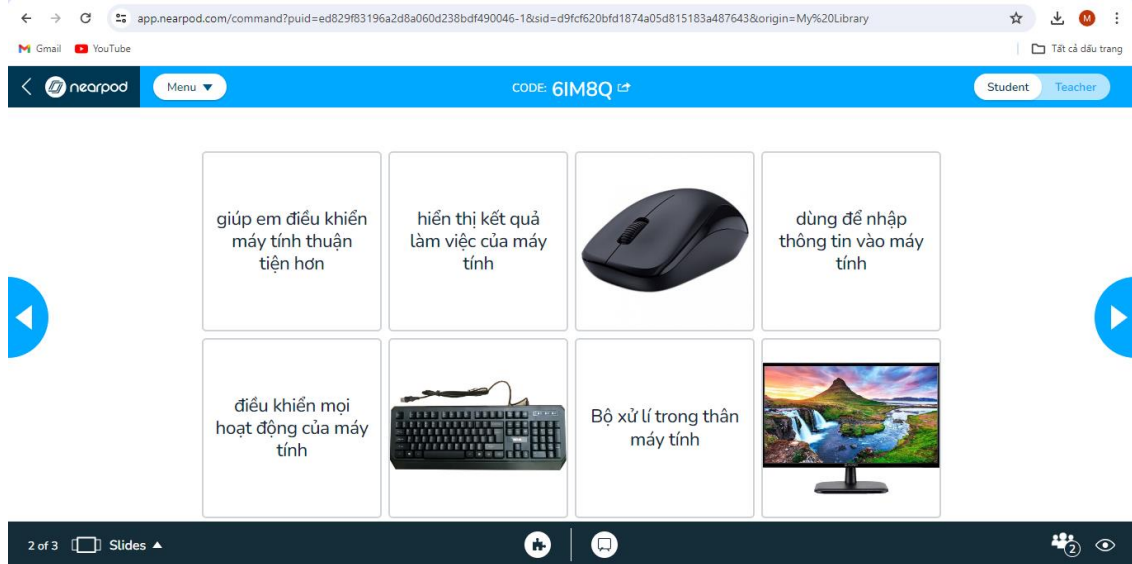 app.nearpod.com/command?puid=ed829f83196a2d8a060d238bdf490046-1&sid=d9fcf620bfd1874a05d815183a487643&origin=My%20Library
M
Gmail
YouTube
Tất cả dấu trang
nearpod
Menu
CODE: 6IM8Q
Student
Teacher
giúp em điều khiển
máy tính thuận
tiện hơn
hiển thị kết quả
làm việc của máy
tính
dùng để nhập
thông tin vào máy
tính
điều khiển mọi
hoạt động của máy
tính
Bộ xử lí trong thân
máy tính
2 of 3
Slides
2